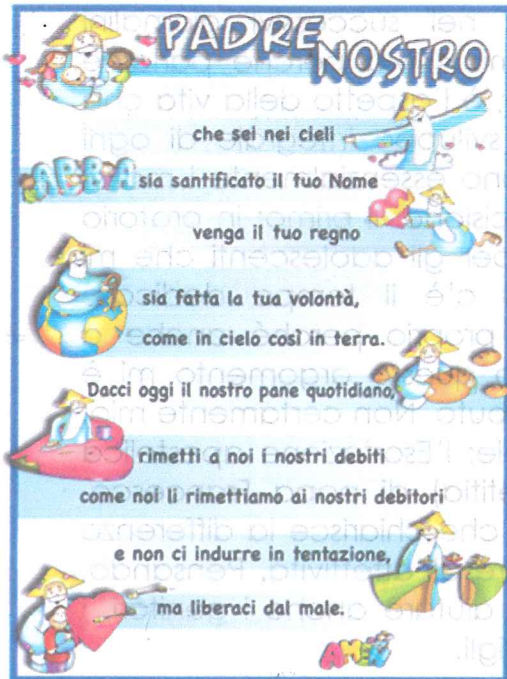 PADRE
NOSTRO
che sei nei cieli
ABBA
sia santificato il tuo Nome
venga il tuo regno
sia fatta la tua volontà,
come in cielo così in terra.
Dacci oggi il nostro pane quotidiano,
rimetti a noi i nostri debiti
come noi li rimettiamo ai nostri debitori
e non ci indurre in tentazione,
ma liberaci dal male.
AMEN